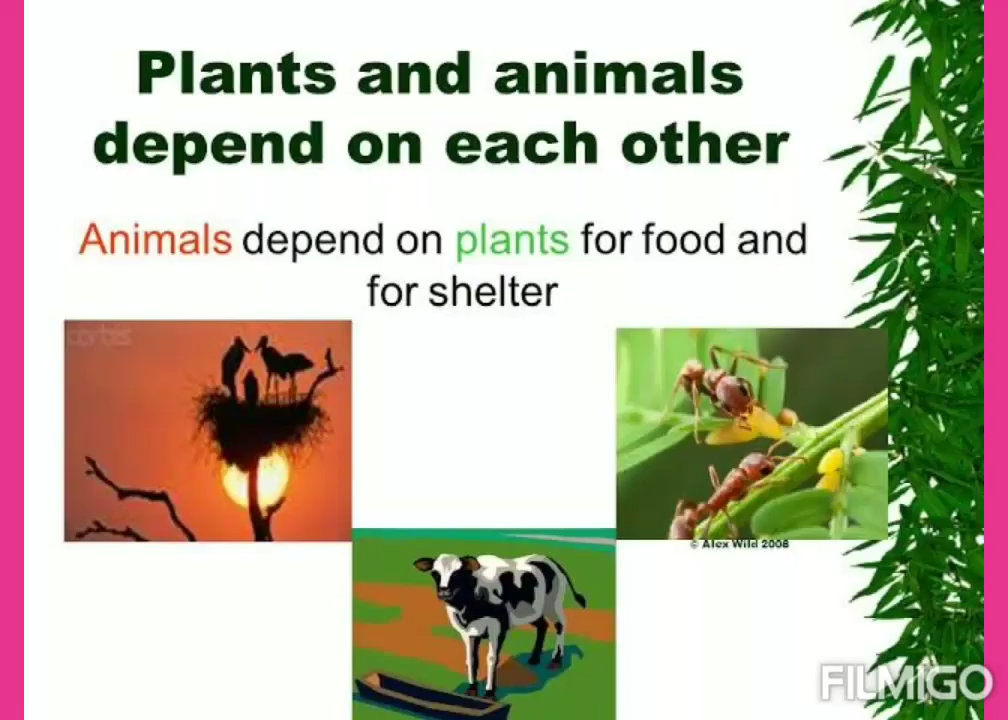 Plants and animals
depend on each other
Animals depend on plants for food and
for shelter
corbis
© Alex Wild 2008
FILMIGO